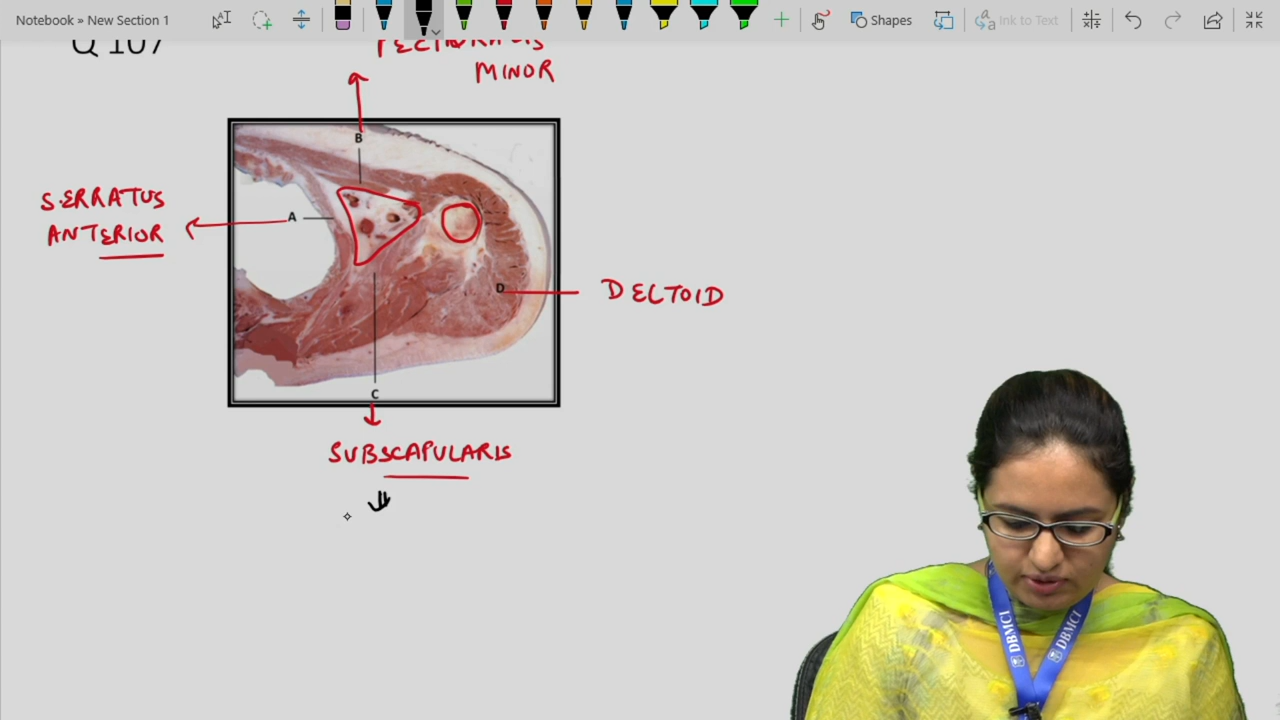 Notebook » New Section 1
Shapes
Ink to Text
Q 107
MINOR
B
SERRATUS
ANTERIOR
A
D
DELTOID
C
SUBSCAPULARIS
DBMCI
DBMCI